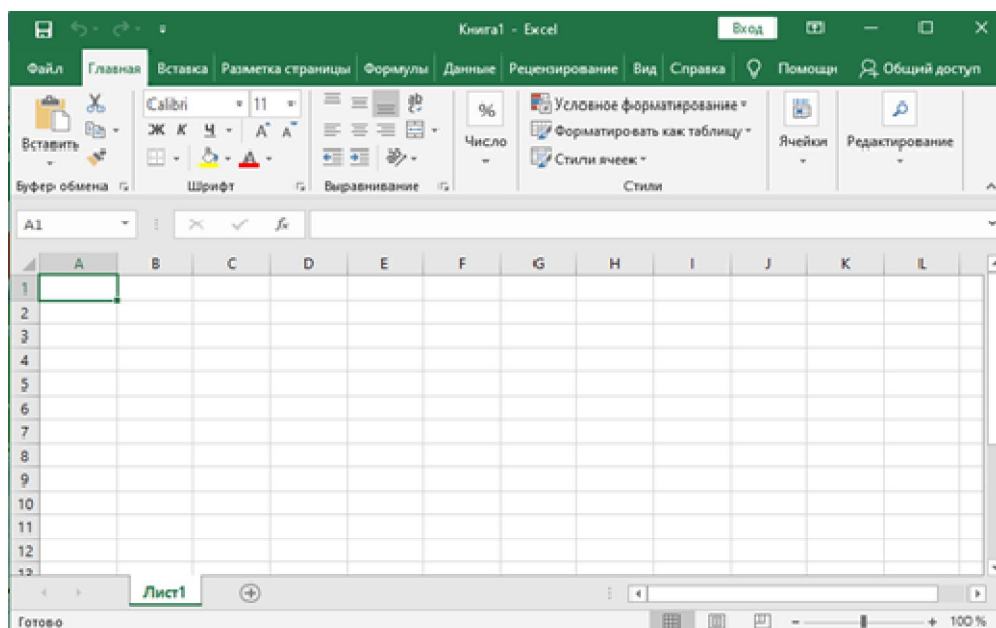 Книга1 - Excel
Вход
Файл Главная Вставка Разметка страницы Формулы Данные Рецензирование Вид Справка Помощн Общий доступ
Вставить
Calibri 11
Ж К Ч
Число
%
Условное форматирование
Форматировать как таблицу
Стили ячеек
Ячейки
Редактирование
Буфер обмена Шрифт Выравнивание Стили
A1 fx
A B C D E F G H I J K L
1
2
3
4
5
6
7
8
9
10
11
12
13
Лист1
Готово 100 %